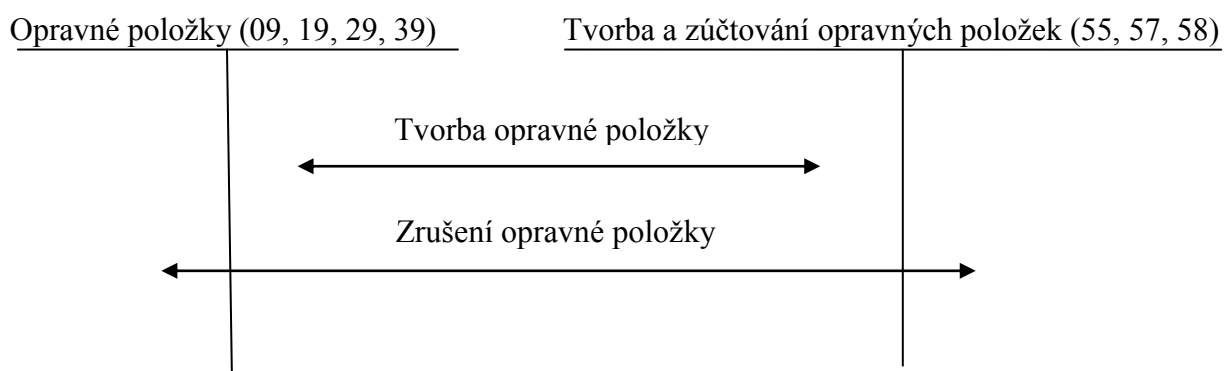 Opravné položky (09, 19, 29, 39) Tvorba a zúčtování opravných položek (55, 57, 58)
Tvorba opravné položky
Zrušení opravné položky